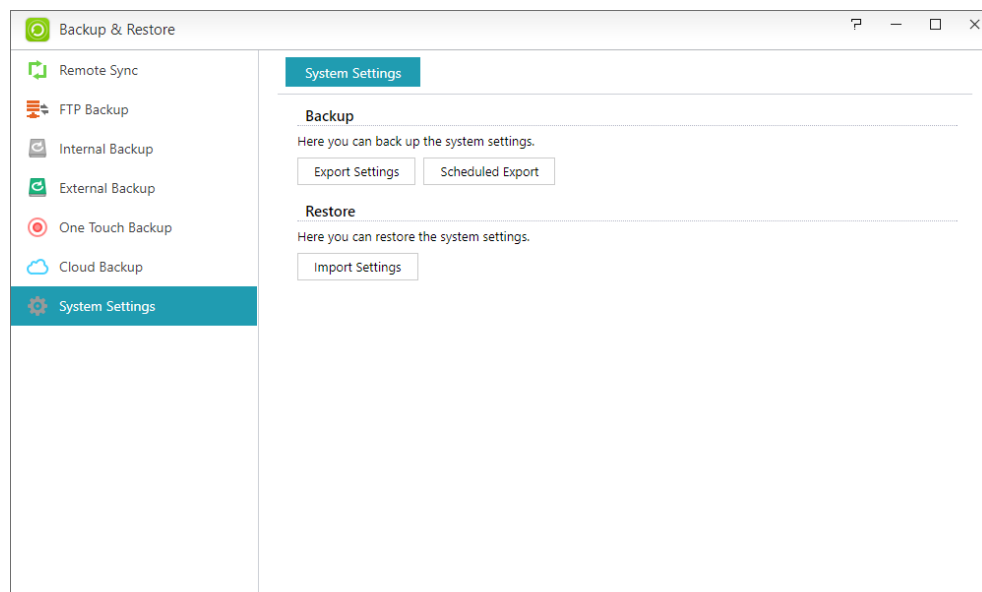 Backup & Restore
?
Remote Sync
FTP Backup
Internal Backup
External Backup
One Touch Backup
Cloud Backup
System Settings
System Settings
Backup
Here you can back up the system settings.
Export Settings Scheduled Export
Restore
Here you can restore the system settings.
Import Settings